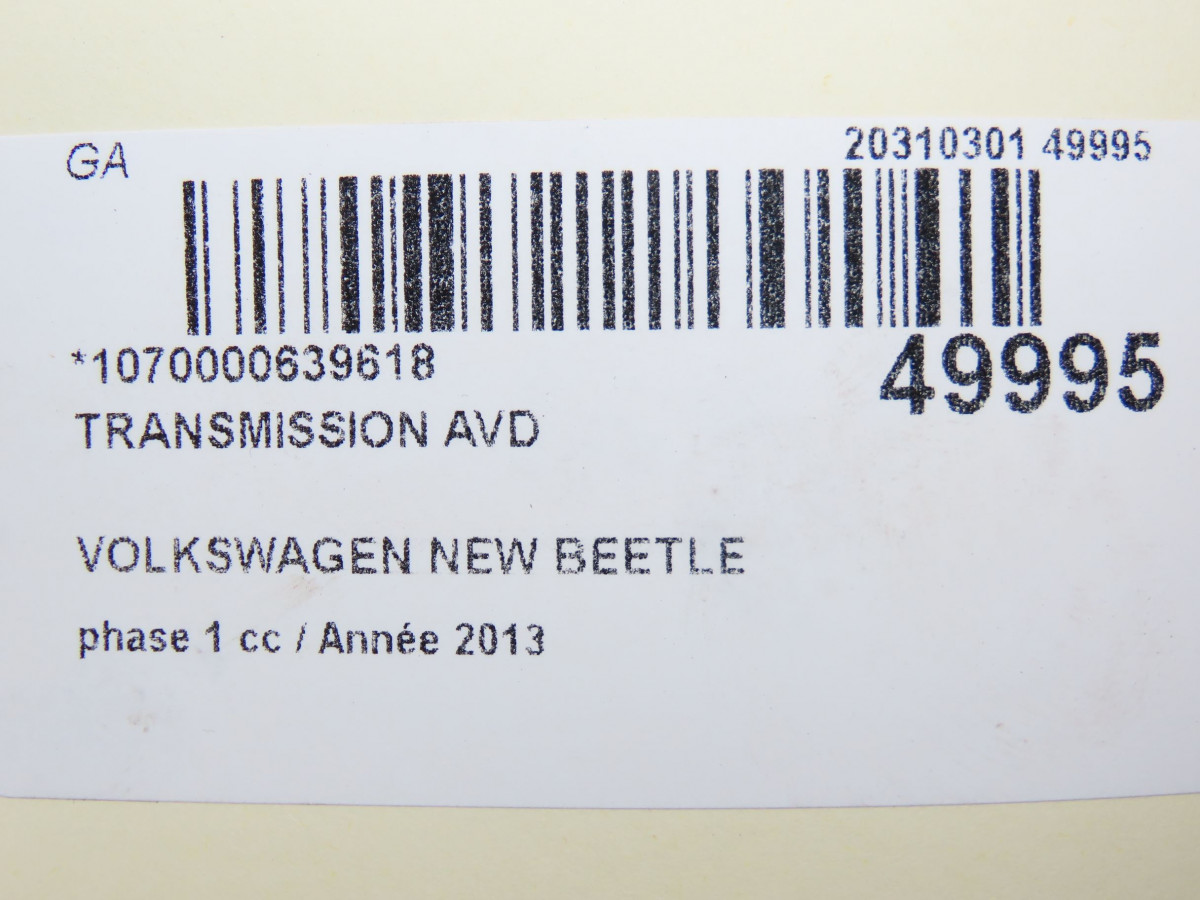 GA
20310301 49995
*1070000639618
49995
TRANSMISSION AVD
VOLKSWAGEN NEW BEETLE
phase 1 cc / Année 2013